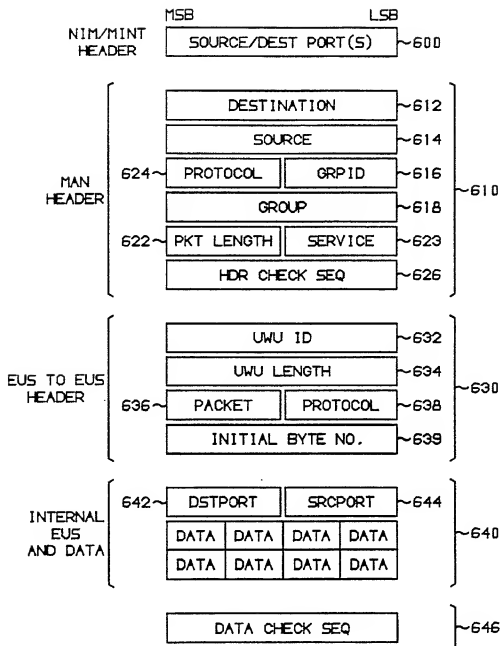 MSB LSB
NIM/MINT HEADER SOURCE/DEST PORT(S) 600
DESTINATION 612
SOURCE 614
624 PROTOCOL GRPID 616
MAN HEADER 610
GROUP 618
622 PKT LENGTH SERVICE 623
HDR CHECK SEQ 626
UWU ID 632
UWU LENGTH 634
EUS TO EUS HEADER 630
636 PACKET PROTOCOL 638
INITIAL BYTE NO. 639
642 DSTPORT SRCPORT 644
INTERNAL EUS AND DATA 640
DATA DATA DATA DATA
DATA DATA DATA DATA
DATA CHECK SEQ 646